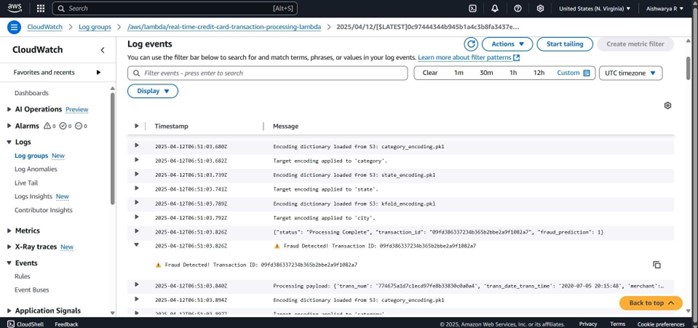 aws
Search
[Alt+S]
United States (N. Virginia)
Aishwarya B
CloudWatch
Log groups
/aws/lambda/real-time-credit-card-transaction-processing-lambda
2025/04/12/[$LATEST]0c97444344b945b1a4c3b8fa3437e...
CloudWatch
Favorites and recents
Dashboards
AI Operations Preview
Alarms 0 0 0
Logs
Log groups New
Log Anomalies
Live Tail
Logs Insights New
Contributor Insights
Metrics
X-Ray traces New
Events
Rules
Event Buses
Application Signals
Log events
Actions
Start tailing
Create metric filter
You can use the filter bar below to search for and match terms, phrases, or values in your log events. Learn more about filter patterns
Filter events - press enter to search
Clear 1m 30m 1h 12h Custom
UTC timezone
Display
Timestamp Message
2025-04-12T06:51:03.680Z Encoding dictionary loaded from S3: category_encoding.pkl
2025-04-12T06:51:03.682Z Target encoding applied to 'category'.
2025-04-12T06:51:03.739Z Encoding dictionary loaded from S3: state_encoding.pkl
2025-04-12T06:51:03.741Z Target encoding applied to 'state'.
2025-04-12T06:51:03.789Z Encoding dictionary loaded from S3: kfold_encoding.pkl
2025-04-12T06:51:03.792Z Target encoding applied to 'city'.
2025-04-12T06:51:03.826Z {"status": "Processing Complete", "transaction_id": "09fd386337234b365b2bbe2a9f1082a7", "fraud_prediction": 1}
2025-04-12T06:51:03.826Z Fraud Detected! Transaction ID: 09fd386337234b365b2bbe2a9f1082a7
Fraud Detected! Transaction ID: 09fd386337234b365b2bbe2a9f1082a7
2025-04-12T06:51:03.840Z Processing payload: {'trans_num': '774675a1d7c1ecd97fe8b33830c0a0a4', 'trans_date_trans_time': '2020-07-05 20:15:48', 'merchant':…
2025-04-12T06:51:03.894Z Encoding dictionary loaded from S3: category_encoding.pkl
Back to top
CloudShell
Feedback
© 2025, Amazon Web Services, Inc. or its affiliates.
Privacy
Terms
Cookie preferences